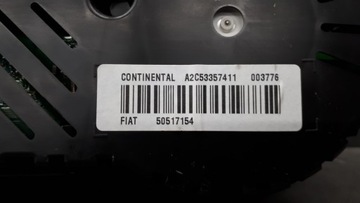 CONTINENTAL A2C53357411 003776
FIAT 50517154